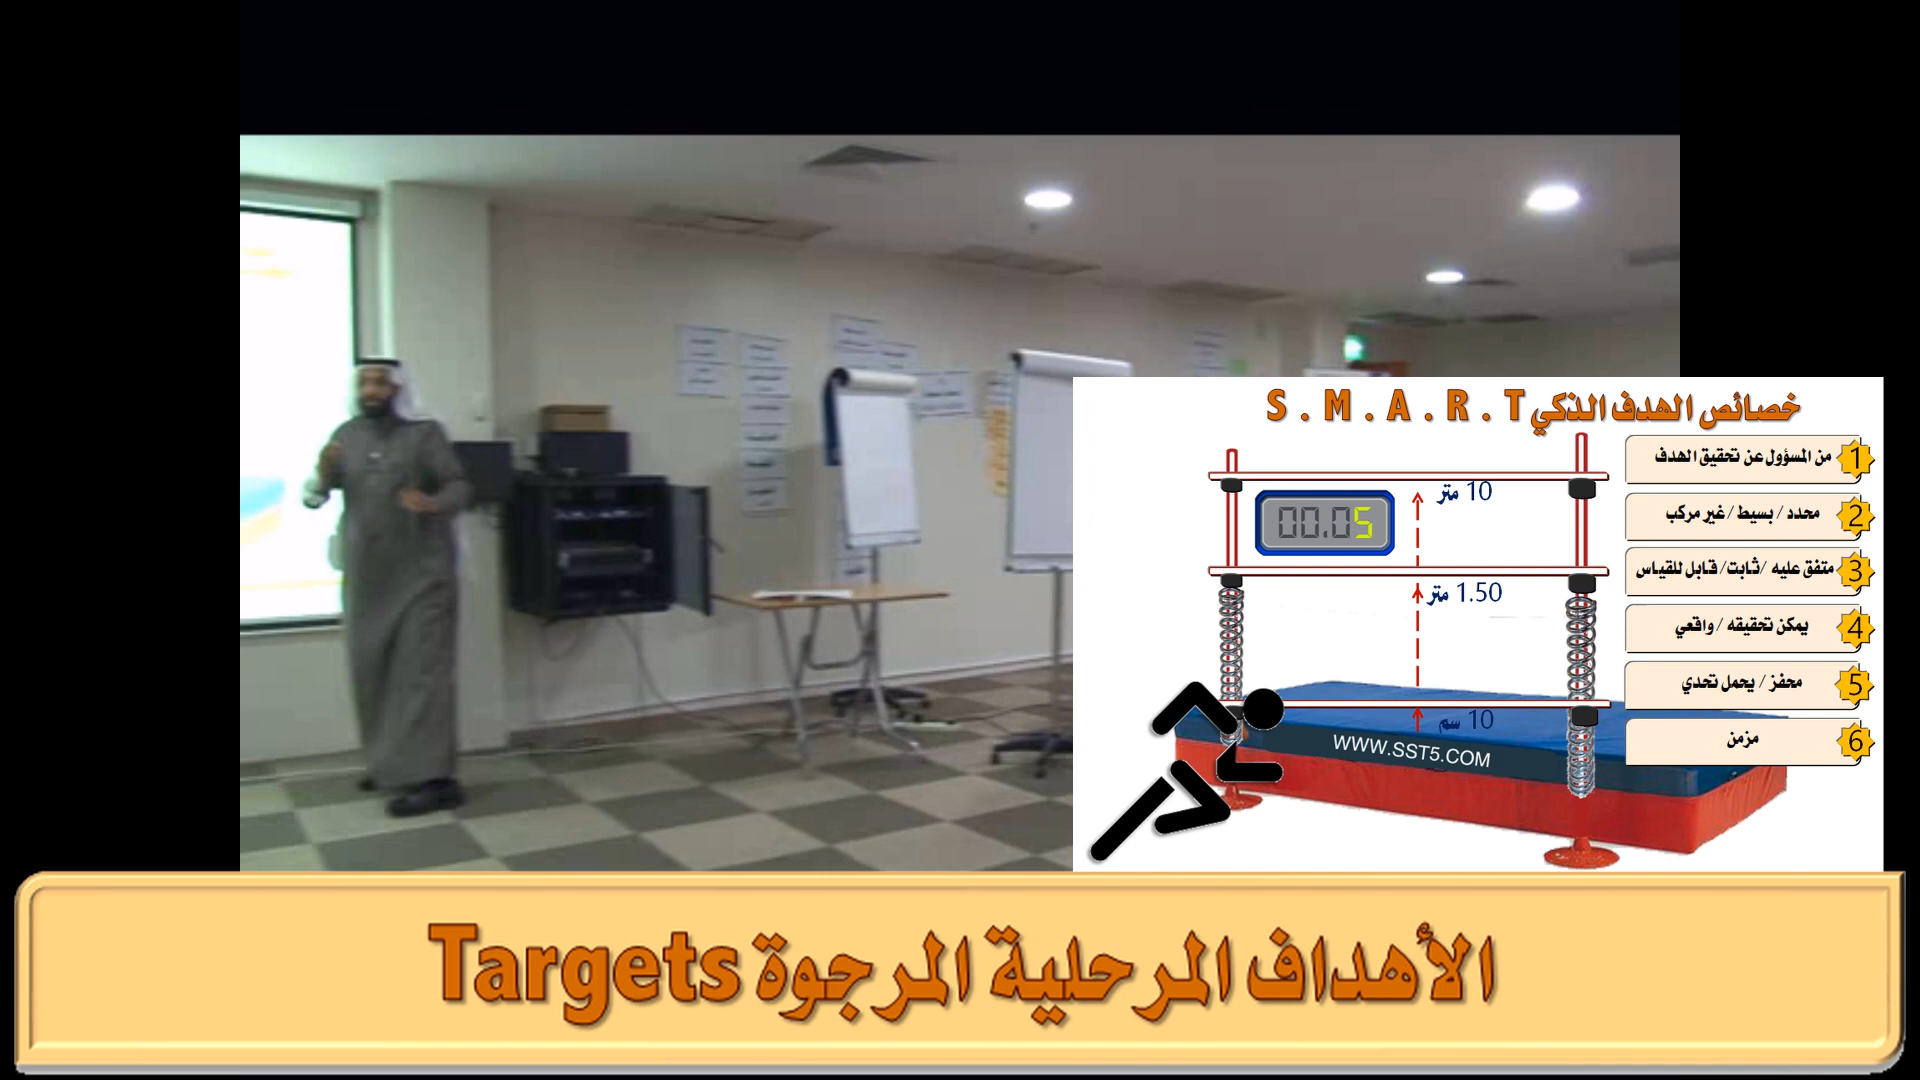 خصائص الهدف الذكي S . M . A . R . T
1 من المسؤول عن تحقيق الهدف
2 محدد / بسيط / غير مركب
3 متفق عليه /ثابت/ قابل للقياس
4 يمكن تحقيقه / واقعي
5 محفز / يحمل تحدي
6 مزمن
10 متر
00.05
1.50 متر
10 سم
WWW.SST5.COM
الأهداف المرحلية المرجوة Targets